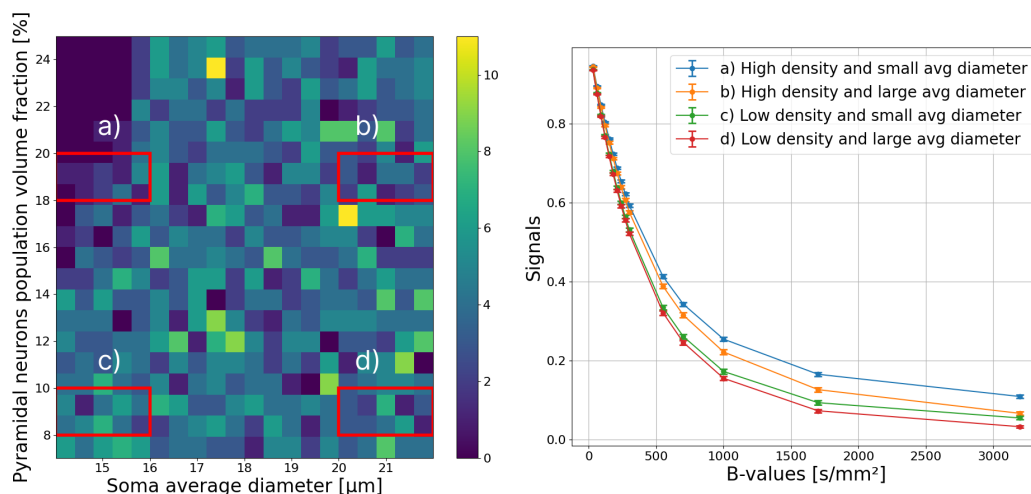 Pyramidal neurons population volume fraction [%]
24
22
20
18
16
14
12
10
8
a)
b)
c)
d)
15
16
17
18
19
20
21
Soma average diameter [μm]
10
8
6
4
2
0
Signals
0.8
0.6
0.4
0.2
0.0
a) High density and small avg diameter
b) High density and large avg diameter
c) Low density and small avg diameter
d) Low density and large avg diameter
0
500
1000
1500
2000
2500
3000
B-values [s/mm²]